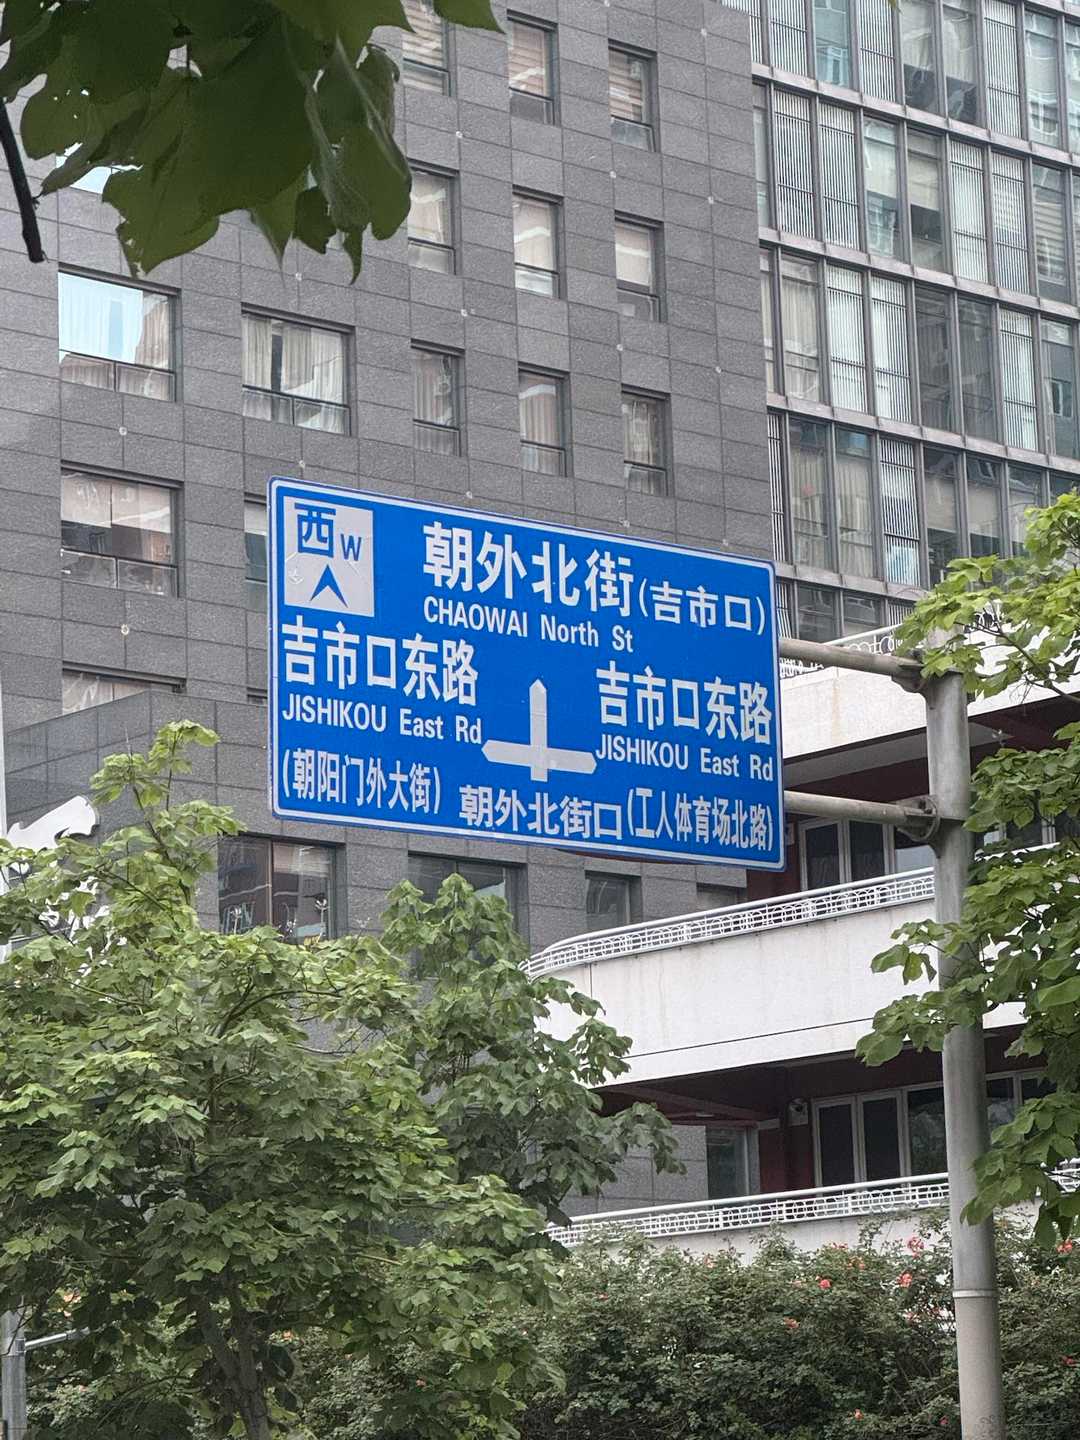 西 W
朝外北街(吉市口)
CHAOWAI North St
吉市口东路
JISHIKOU East Rd
(朝阳门外大街)
吉市口东路
JISHIKOU East Rd
(工人体育场北路)
朝外北街口